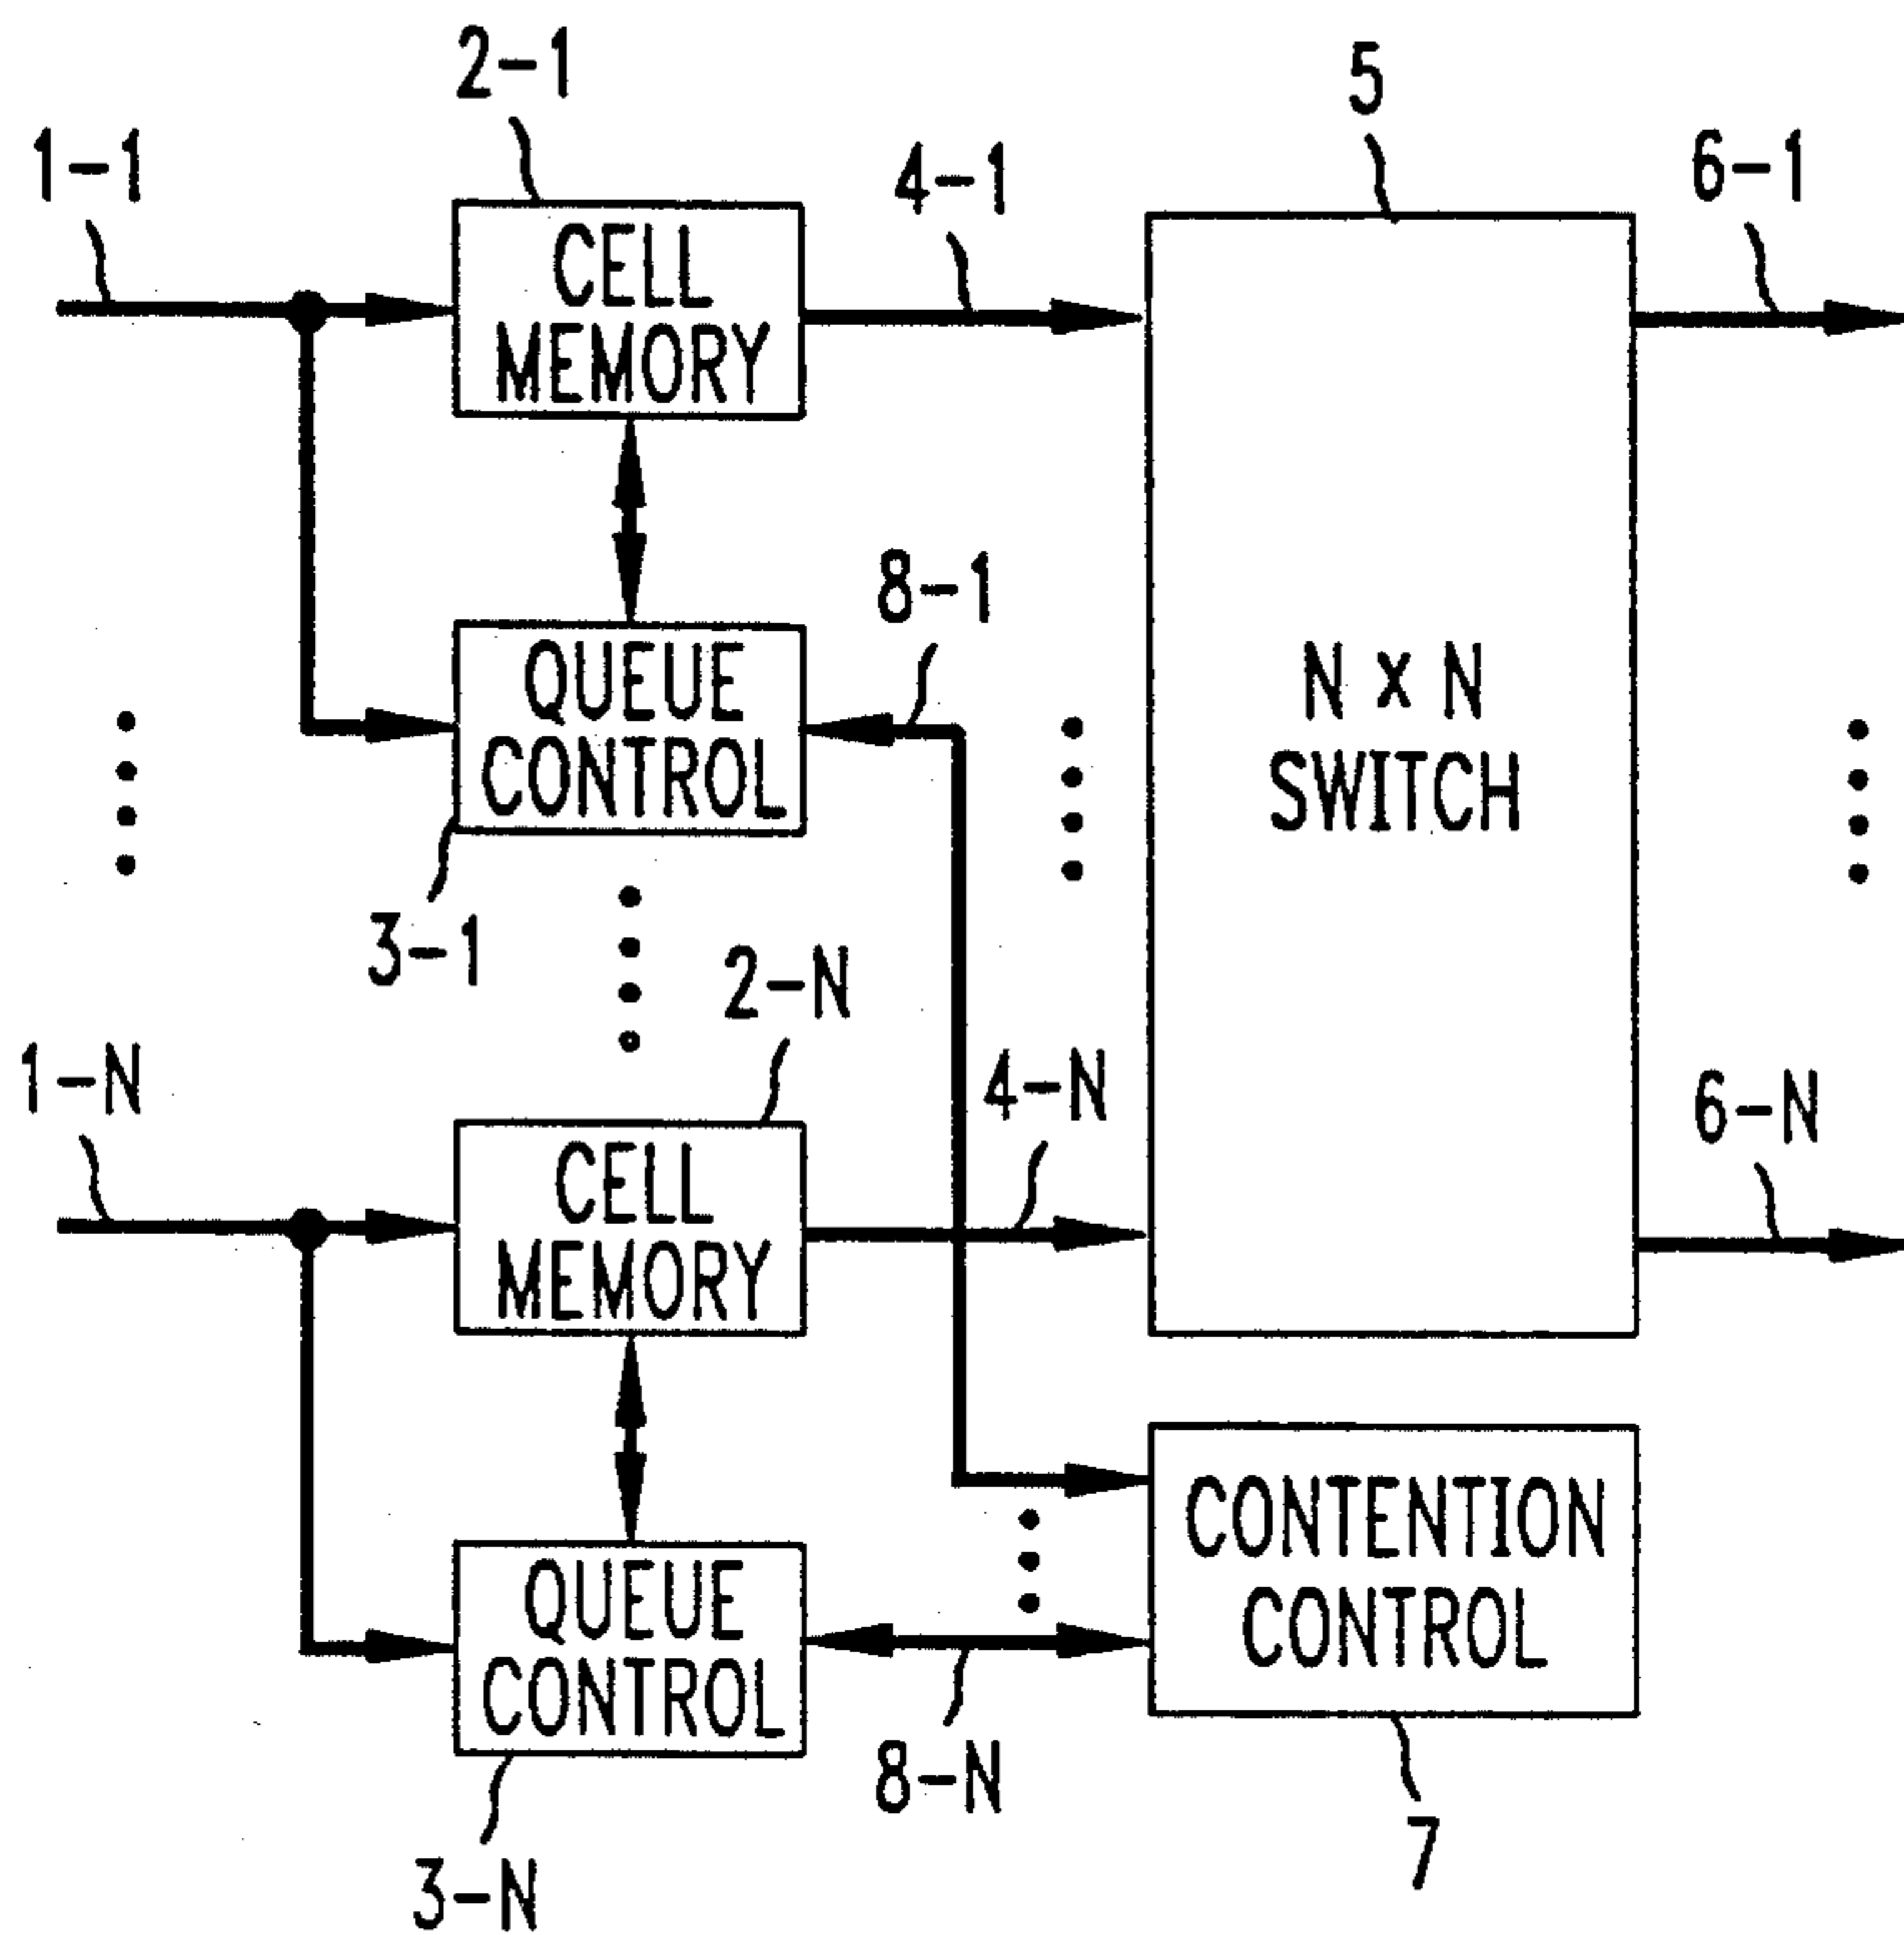 2-1
5
1-1
4-1
6-1
CELL
MEMORY
8-1
QUEUE
CONTROL
N x N
SWITCH
3-1
2-N
1-N
4-N
6-N
CELL
MEMORY
CONTENTION
CONTROL
QUEUE
CONTROL
8-N
7
3-N